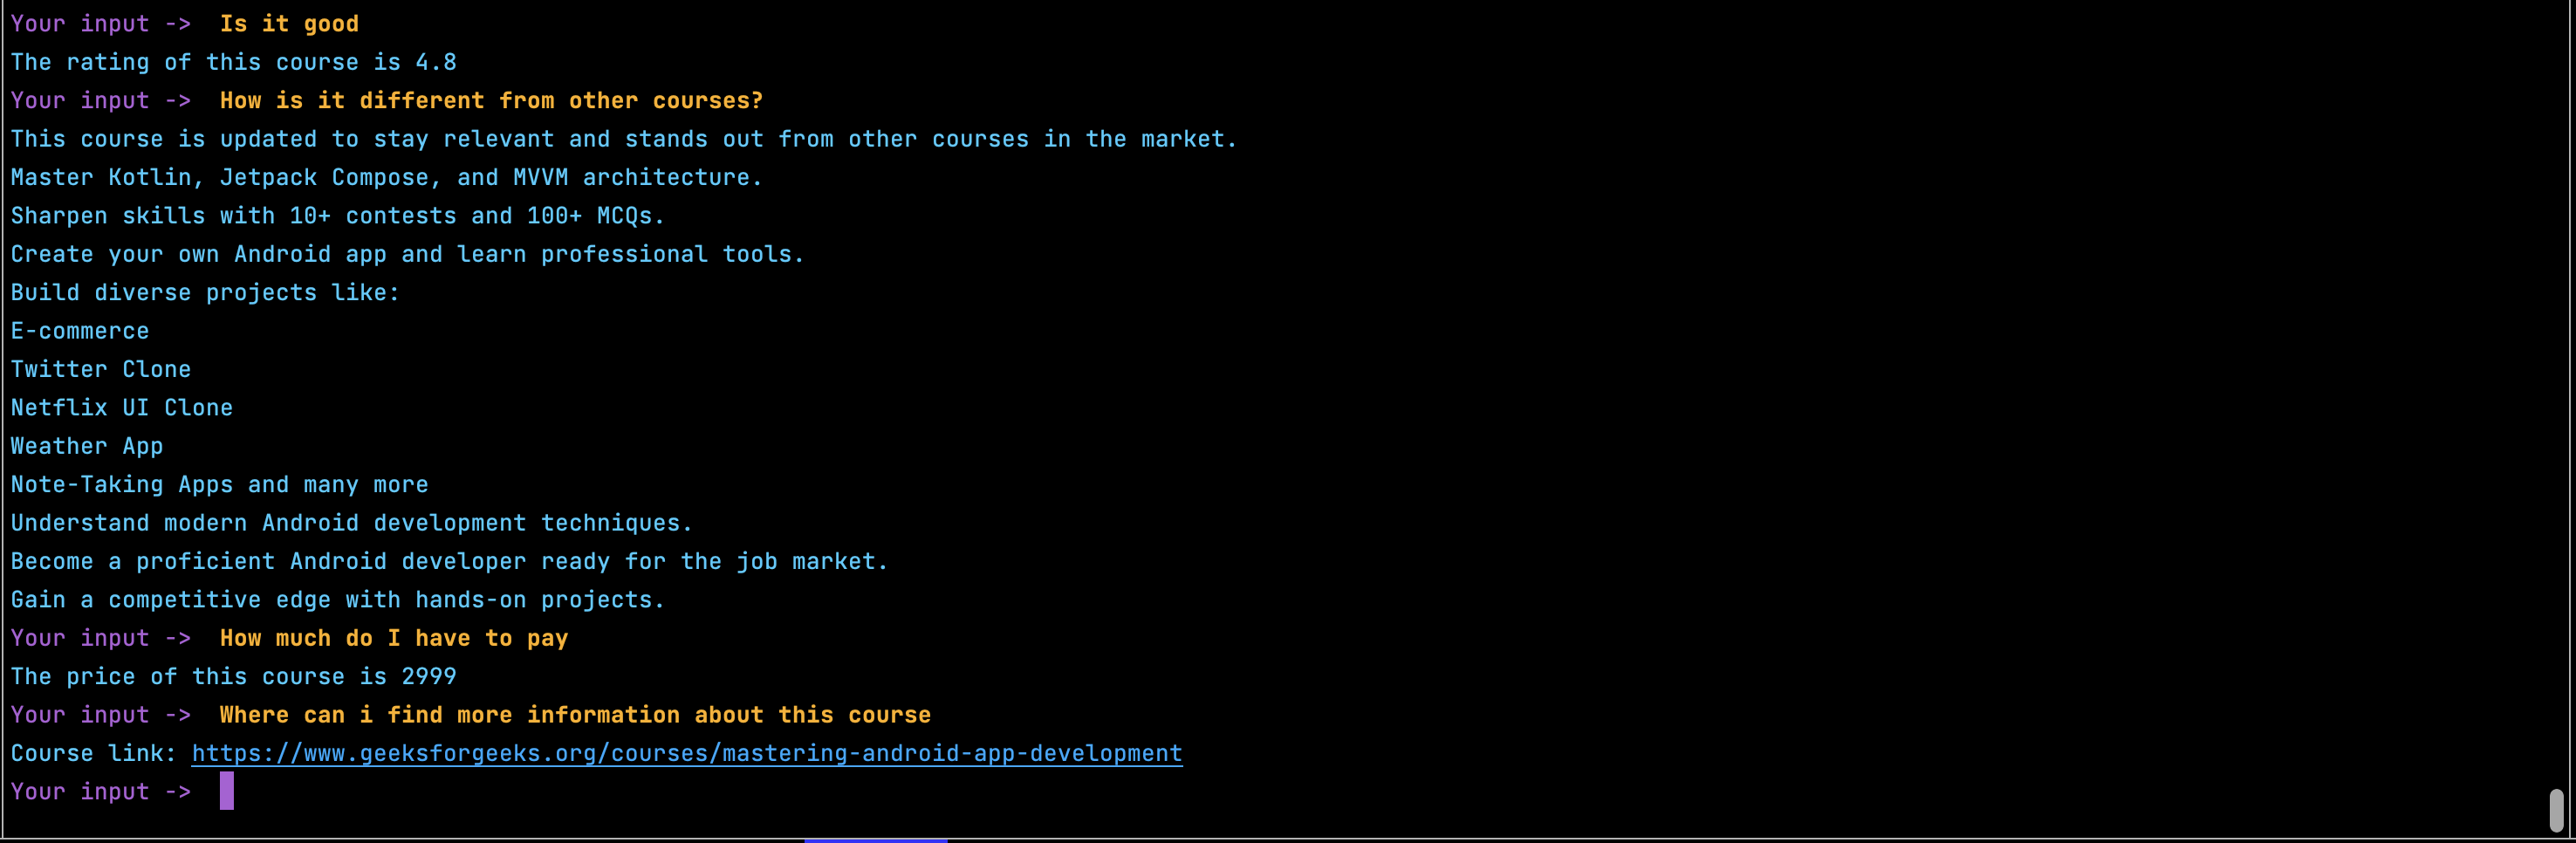 Your input ->  Is it good
The rating of this course is 4.8
Your input ->  How is it different from other courses?
This course is updated to stay relevant and stands out from other courses in the market.
Master Kotlin, Jetpack Compose, and MVVM architecture.
Sharpen skills with 10+ contests and 100+ MCQs.
Create your own Android app and learn professional tools.
Build diverse projects like:
E-commerce
Twitter Clone
Netflix UI Clone
Weather App
Note-Taking Apps and many more
Understand modern Android development techniques.
Become a proficient Android developer ready for the job market.
Gain a competitive edge with hands-on projects.
Your input ->  How much do I have to pay
The price of this course is 2999
Your input ->  Where can i find more information about this course
Course link: https://www.geeksforgeeks.org/courses/mastering-android-app-development
Your input ->